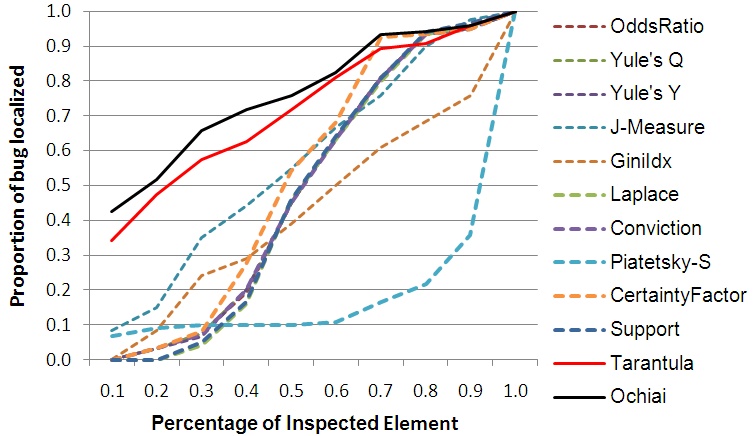 Proportion of bug localized
1.0
0.9
0.8
0.7
0.6
0.5
0.4
0.3
0.2
0.1
0.0
0.1 0.2 0.3 0.4 0.5 0.6 0.7 0.8 0.9 1.0
Percentage of Inspected Element
OddsRatio
Yule's Q
Yule's Y
J-Measure
GiniIdx
Laplace
Conviction
Piatetsky-S
CertaintyFactor
Support
Tarantula
Ochiai